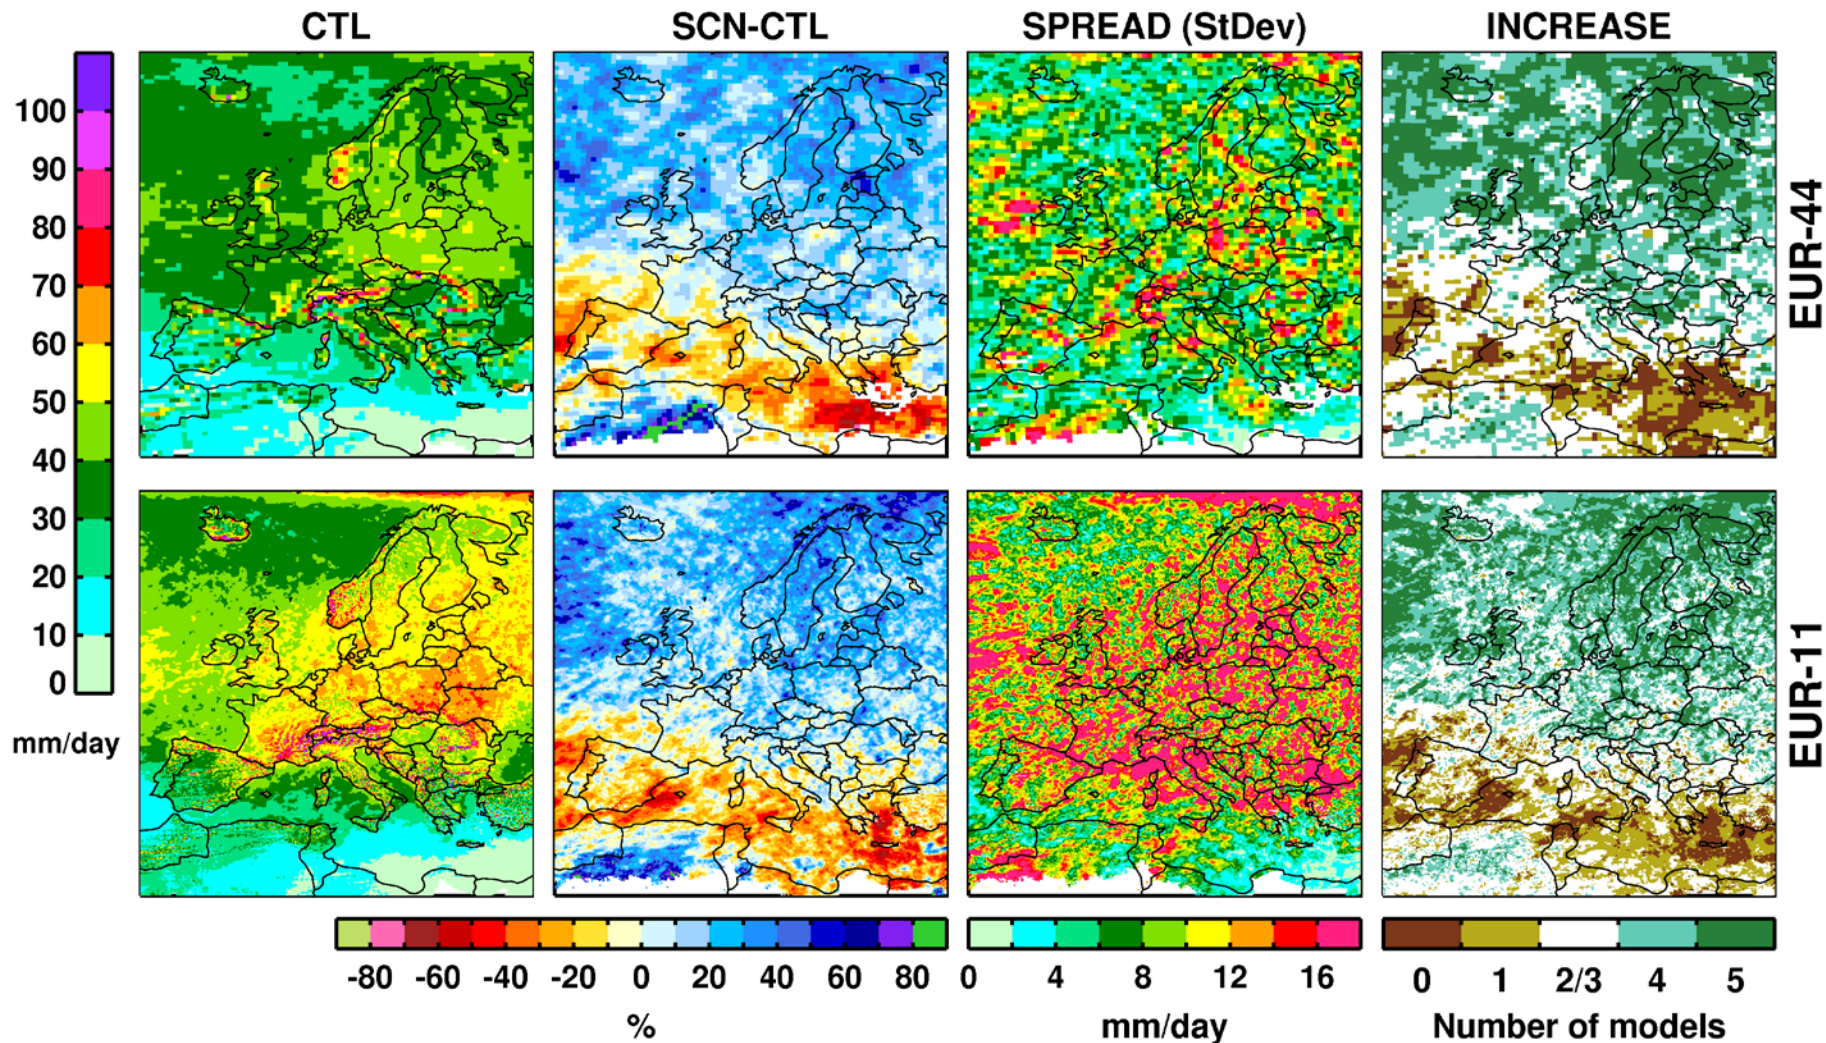 CTL
SCN-CTL
SPREAD (StDev)
INCREASE
100
90
80
70
60
50
40
30
20
10
0
mm/day
EUR-44
EUR-11
-80 -60 -40 -20 0 20 40 60 80
%
0 4 8 12 16
mm/day
0 1 2/3 4 5
Number of models